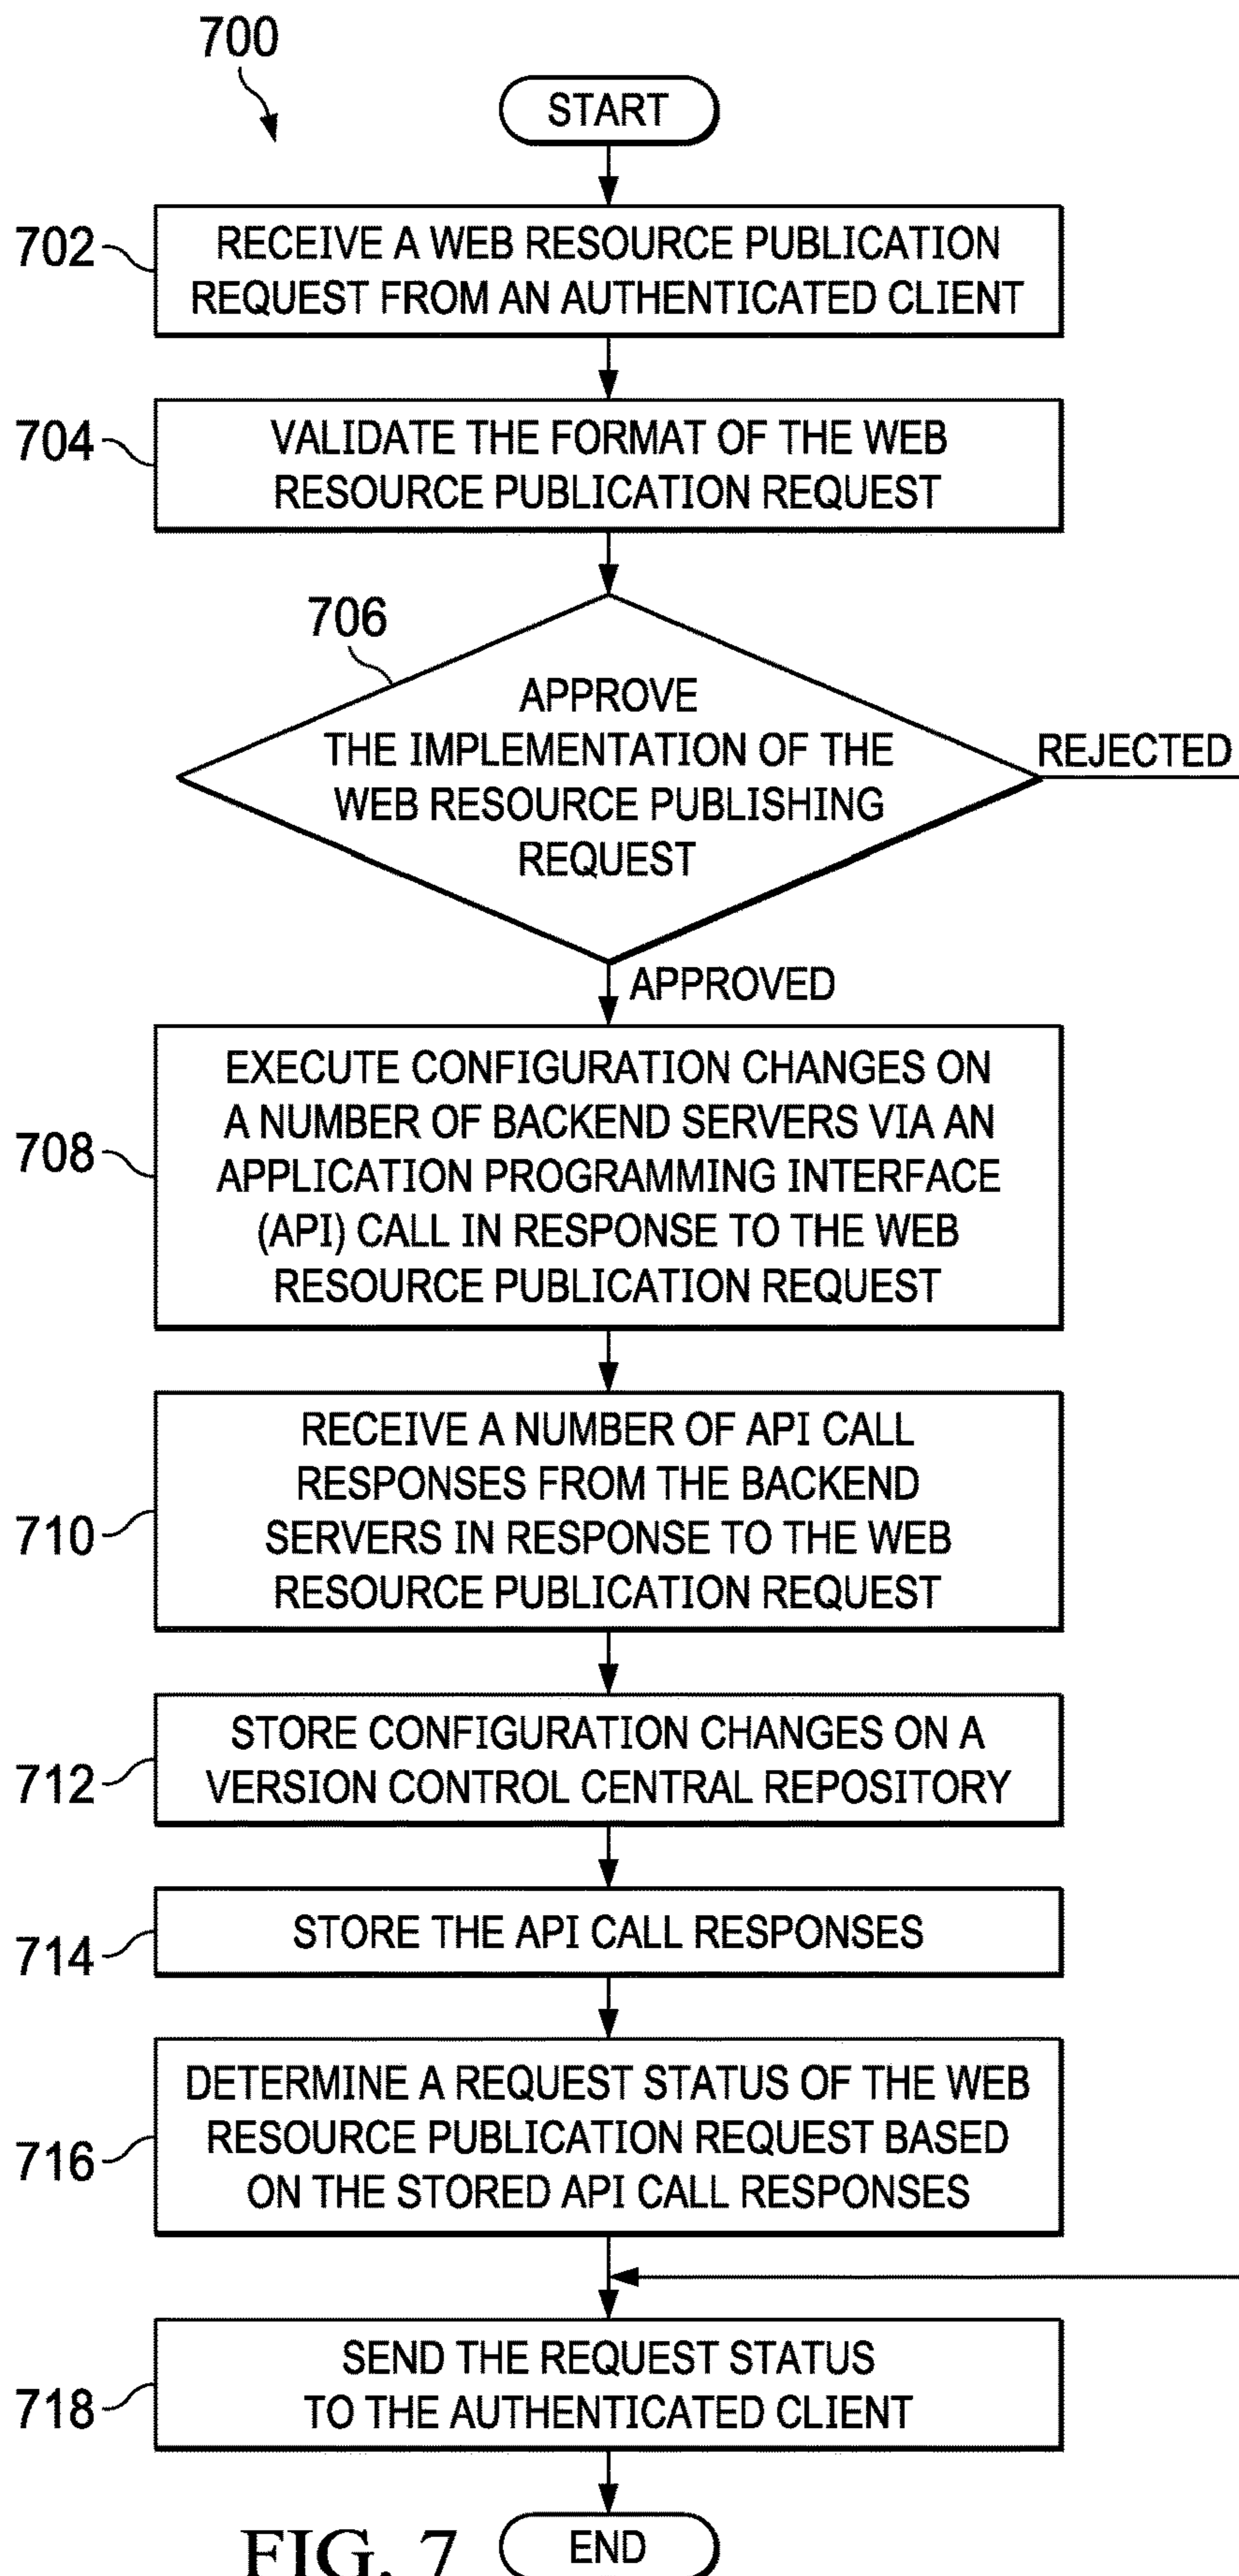 700
START
702
RECEIVE A WEB RESOURCE PUBLICATION
REQUEST FROM AN AUTHENTICATED CLIENT
704
VALIDATE THE FORMAT OF THE WEB
RESOURCE PUBLICATION REQUEST
706
APPROVE
THE IMPLEMENTATION OF THE
WEB RESOURCE PUBLISHING
REQUEST
REJECTED
APPROVED
708
EXECUTE CONFIGURATION CHANGES ON
A NUMBER OF BACKEND SERVERS VIA AN
APPLICATION PROGRAMMING INTERFACE
(API) CALL IN RESPONSE TO THE WEB
RESOURCE PUBLICATION REQUEST
710
RECEIVE A NUMBER OF API CALL
RESPONSES FROM THE BACKEND
SERVERS IN RESPONSE TO THE WEB
RESOURCE PUBLICATION REQUEST
712
STORE CONFIGURATION CHANGES ON A
VERSION CONTROL CENTRAL REPOSITORY
714
STORE THE API CALL RESPONSES
716
DETERMINE A REQUEST STATUS OF THE WEB
RESOURCE PUBLICATION REQUEST BASED
ON THE STORED API CALL RESPONSES
718
SEND THE REQUEST STATUS
TO THE AUTHENTICATED CLIENT
FIG. 7
END